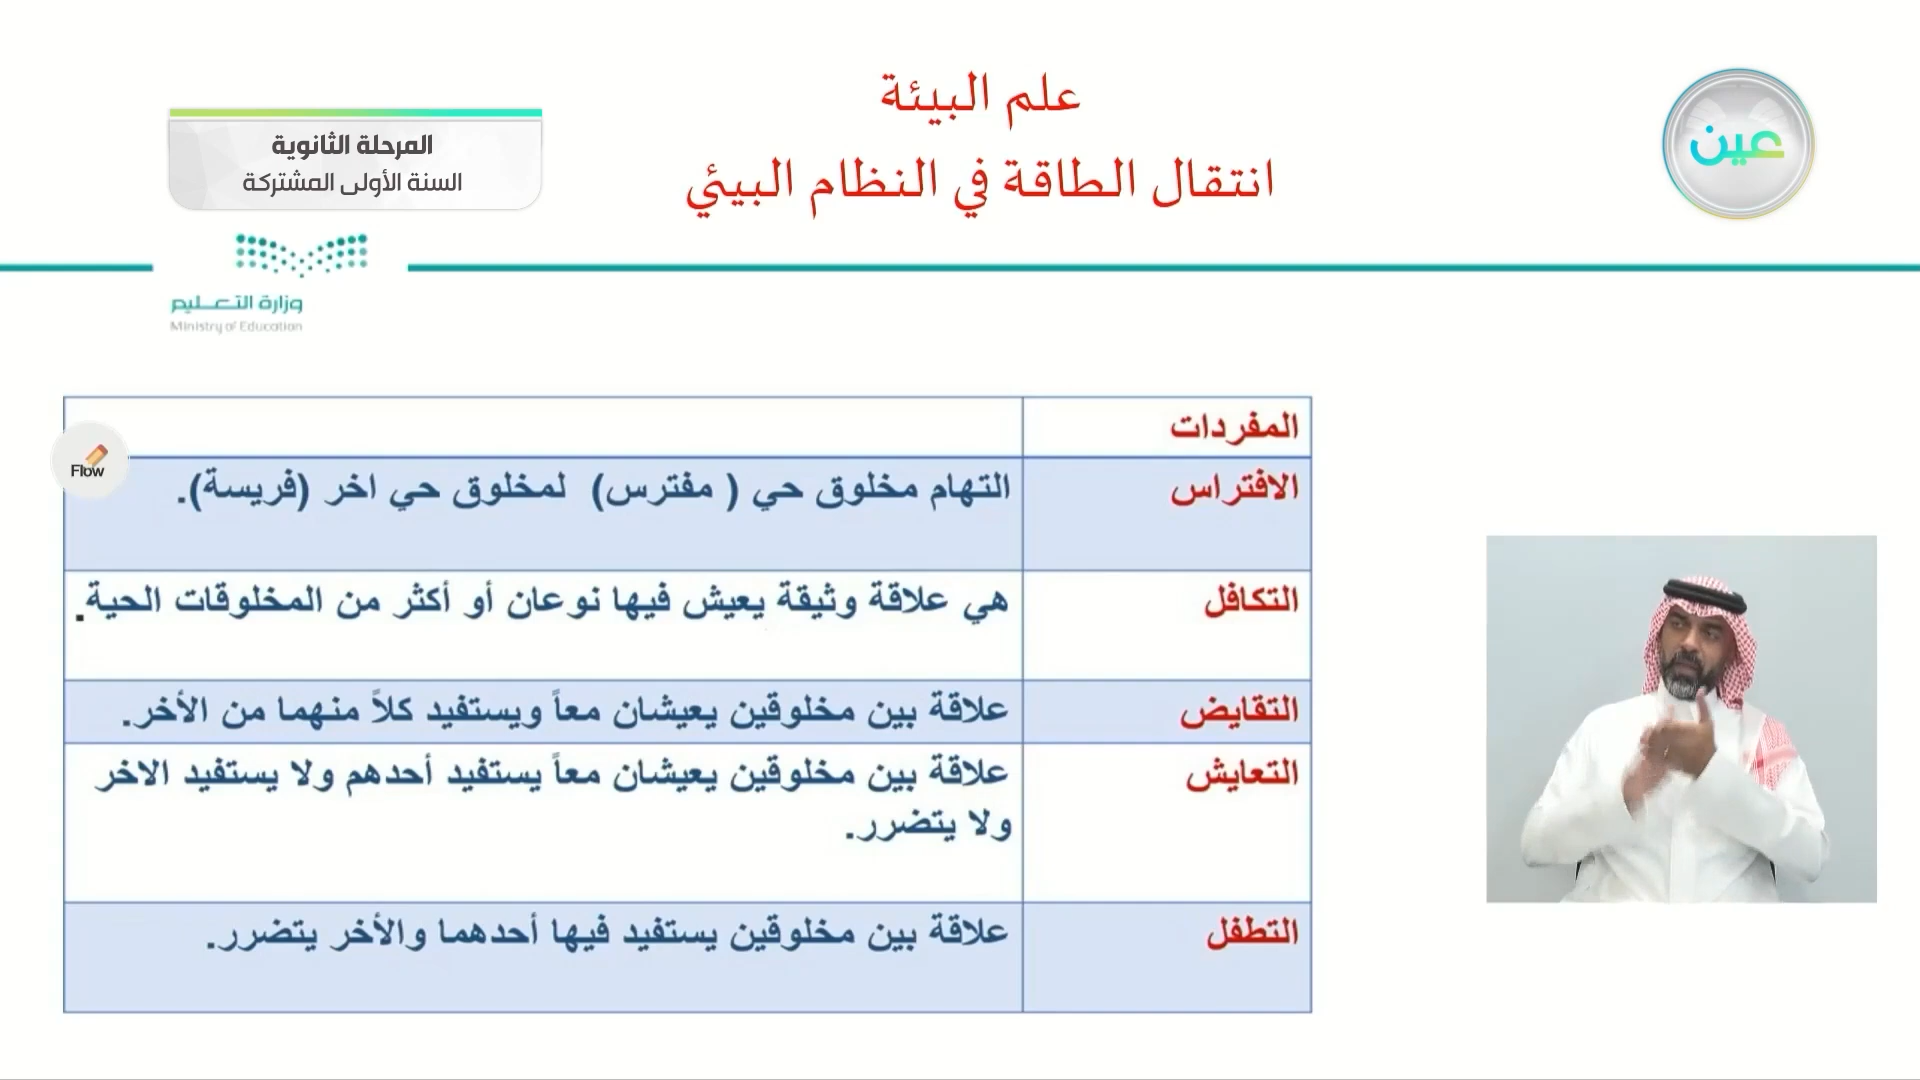 علم البيئة
انتقال الطاقة في النظام البيئي
عين
المرحلة الثانوية
السنة الأولى المشتركة
وزارة التعليم
Ministry of Education
Flow
المفردات
الافتراس
التهام مخلوق حي ( مفترس) لمخلوق حي اخر (فريسة).
التكافل
هي علاقة وثيقة يعيش فيها نوعان أو أكثر من المخلوقات الحية.
التقايض
علاقة بين مخلوقين يعيشان معاً ويستفيد كلاً منهما من الأخر.
التعايش
علاقة بين مخلوقين يعيشان معاً يستفيد أحدهم ولا يستفيد الاخر
ولا يتضرر.
التطفل
علاقة بين مخلوقين يستفيد فيها أحدهما والأخر يتضرر.